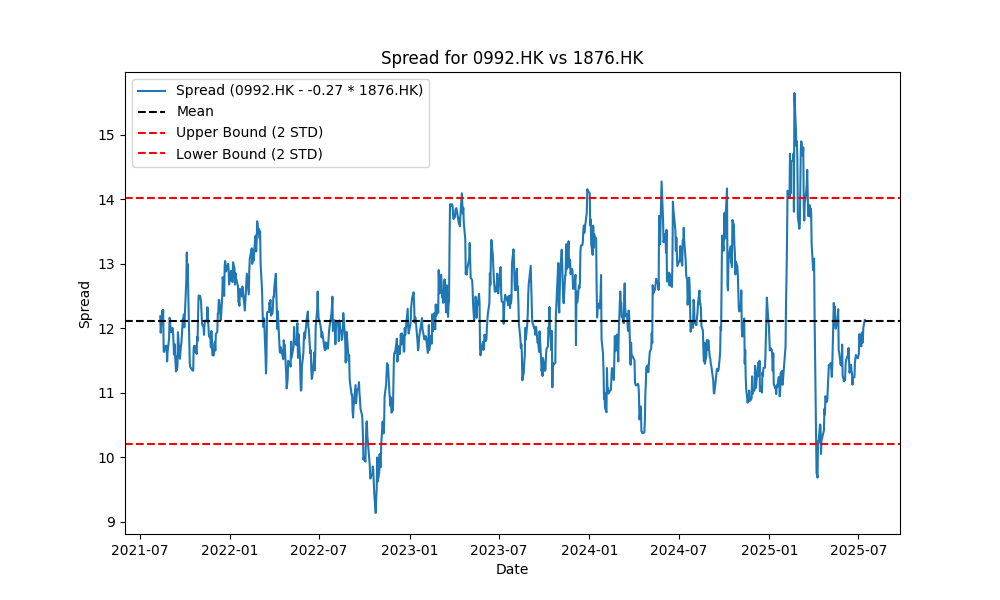 Spread for 0992.HK vs 1876.HK
Spread (0992.HK - -0.27 * 1876.HK)
Mean
Upper Bound (2 STD)
Lower Bound (2 STD)
Spread
15
14
13
12
11
10
9
2021-07 2022-01 2022-07 2023-01 2023-07 2024-01 2024-07 2025-01 2025-07
Date